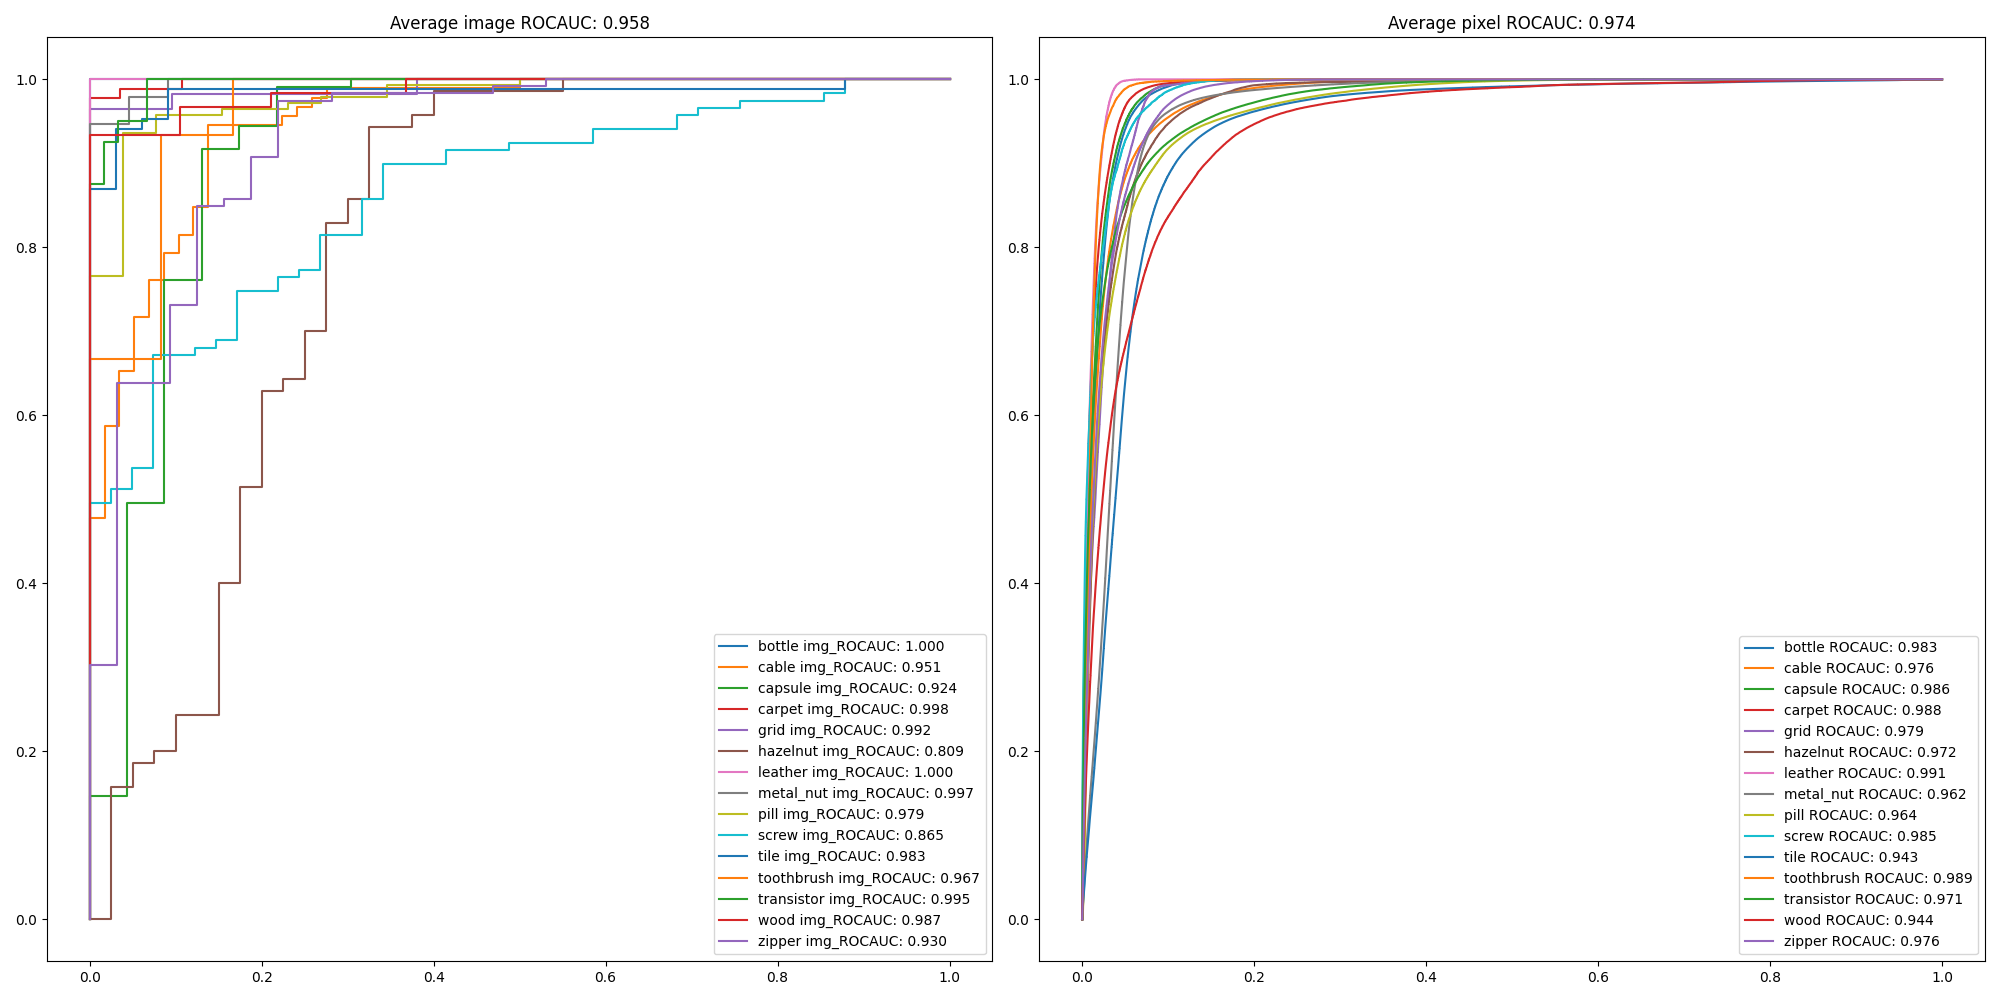 Average image ROCAUC: 0.958
1.0
0.8
0.6
0.4
0.2
0.0
0.0 0.2 0.4 0.6 0.8 1.0
bottle img_ROCAUC: 1.000
cable img_ROCAUC: 0.951
capsule img_ROCAUC: 0.924
carpet img_ROCAUC: 0.998
grid img_ROCAUC: 0.992
hazelnut img_ROCAUC: 0.809
leather img_ROCAUC: 1.000
metal_nut img_ROCAUC: 0.997
pill img_ROCAUC: 0.979
screw img_ROCAUC: 0.865
tile img_ROCAUC: 0.983
toothbrush img_ROCAUC: 0.967
transistor img_ROCAUC: 0.995
wood img_ROCAUC: 0.987
zipper img_ROCAUC: 0.930
Average pixel ROCAUC: 0.974
1.0
0.8
0.6
0.4
0.2
0.0
0.0 0.2 0.4 0.6 0.8 1.0
bottle ROCAUC: 0.983
cable ROCAUC: 0.976
capsule ROCAUC: 0.986
carpet ROCAUC: 0.988
grid ROCAUC: 0.979
hazelnut ROCAUC: 0.972
leather ROCAUC: 0.991
metal_nut ROCAUC: 0.962
pill ROCAUC: 0.964
screw ROCAUC: 0.985
tile ROCAUC: 0.943
toothbrush ROCAUC: 0.989
transistor ROCAUC: 0.971
wood ROCAUC: 0.944
zipper ROCAUC: 0.976